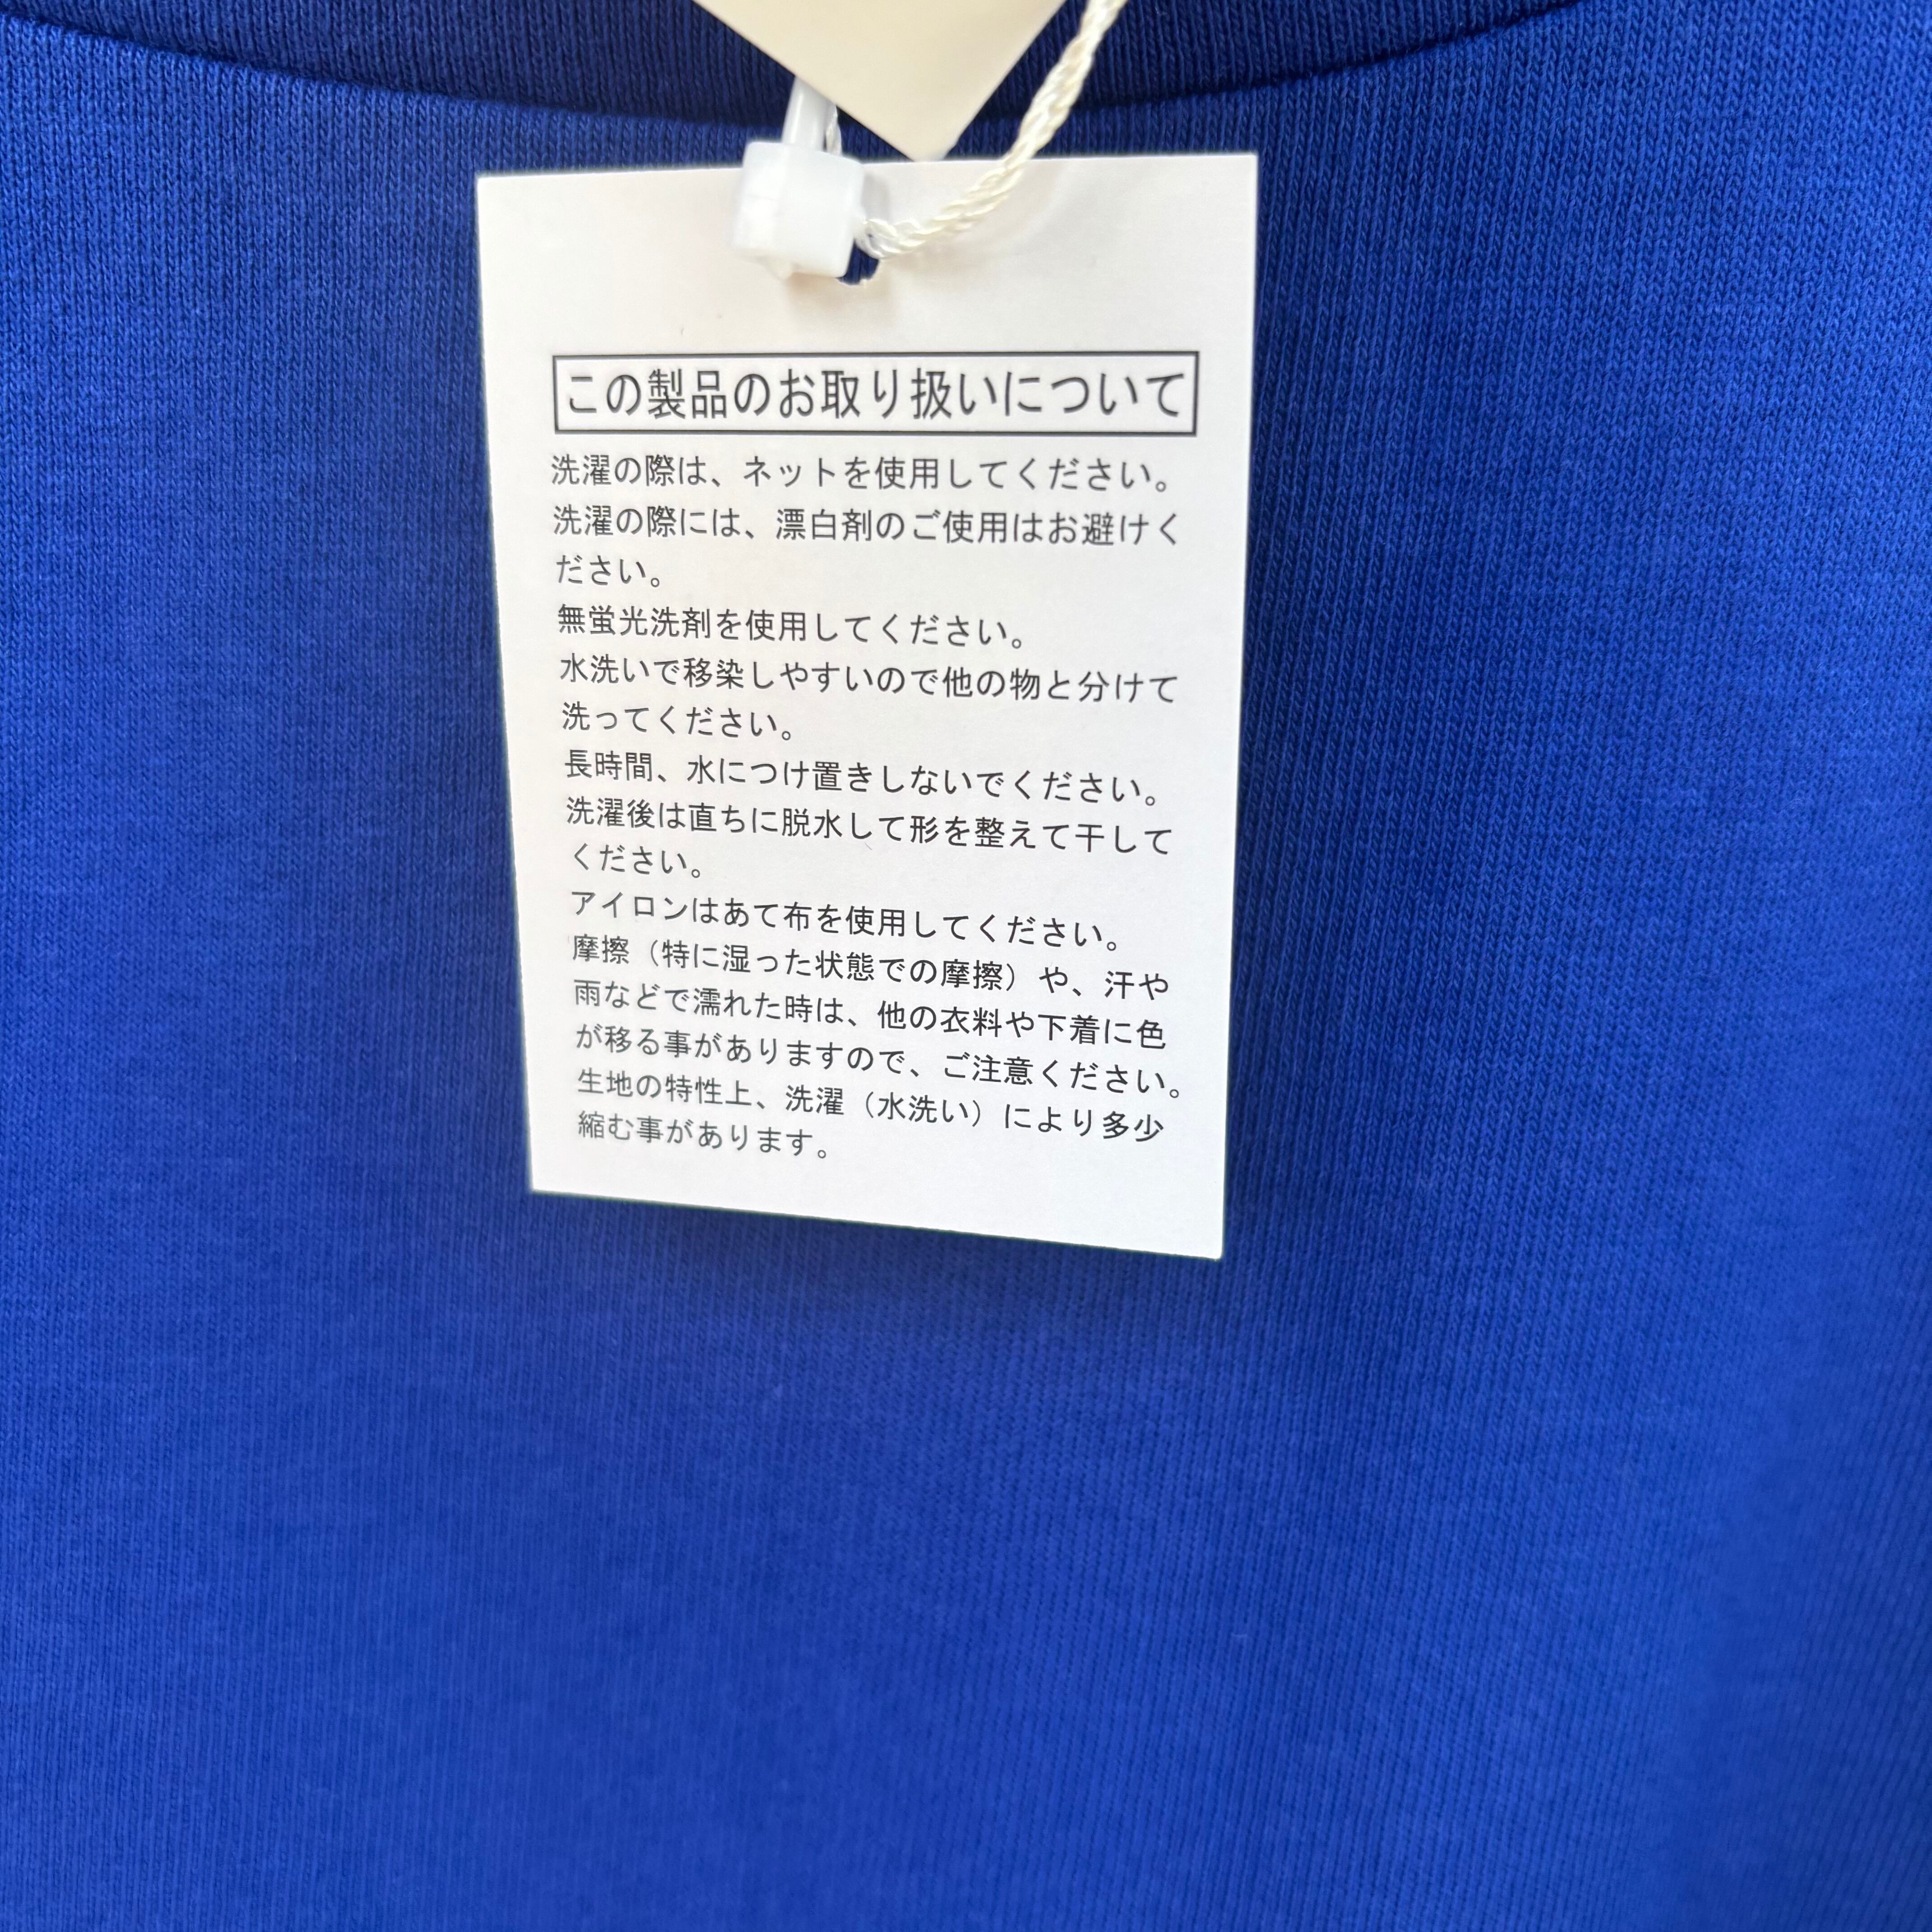 この製品のお取り扱いについて
洗濯の際は、ネットを使用してください。
洗濯の際には、漂白剤のご使用はお避けく
ださい。
無蛍光洗剤を使用してください。
水洗いで移染しやすいので他の物と分けて
洗ってください。
長時間、水につけ置きしないでください。
洗濯後は直ちに脱水して形を整えて干して
ください。
アイロンはあて布を使用してください。
摩擦（特に湿った状態での摩擦）や、汗や
雨などで濡れた時は、他の衣料や下着に色
が移る事がありますので、ご注意ください。
生地の特性上、洗濯（水洗い）により多少
縮む事があります。